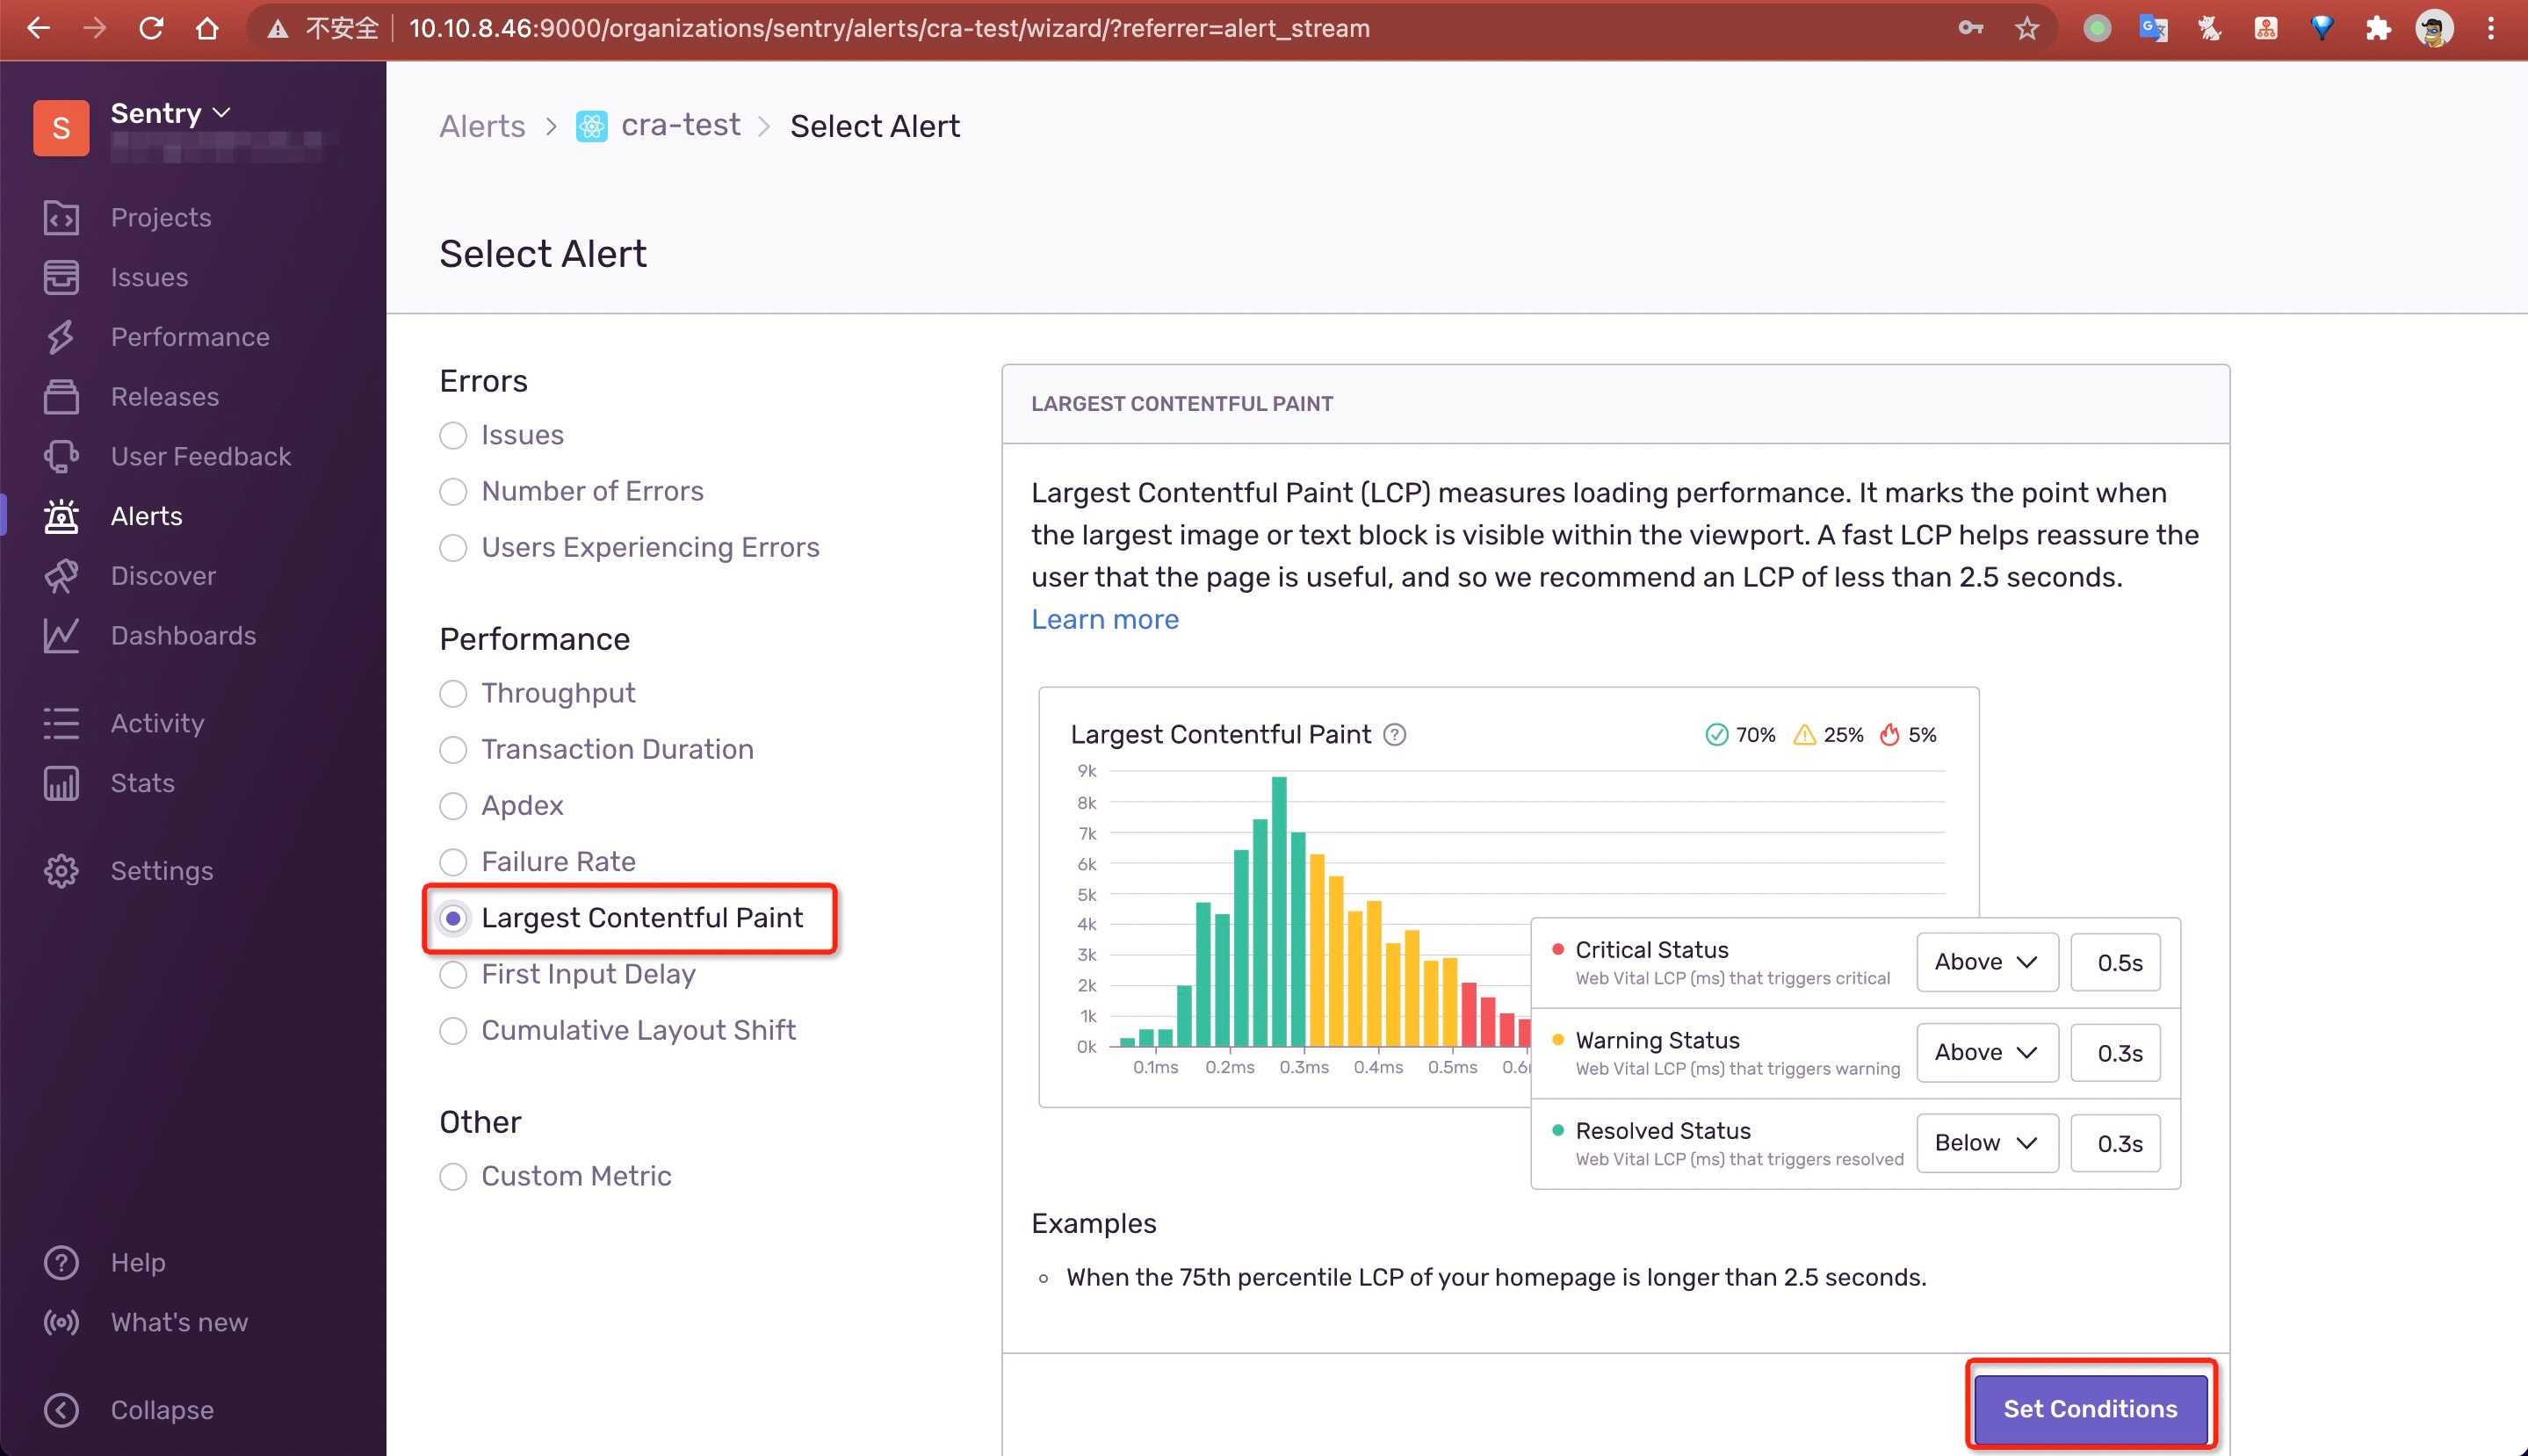 不安全 10.10.8.46:9000/organizations/sentry/alerts/cra-test/wizard/?referrer=alert_stream
S
Sentry
Projects
Issues
Performance
Releases
User Feedback
Alerts
Discover
Dashboards
Activity
Stats
Settings
Help
What's new
Collapse
Alerts > cra-test > Select Alert
Select Alert
Errors
Issues
Number of Errors
Users Experiencing Errors
Performance
Throughput
Transaction Duration
Apdex
Failure Rate
Largest Contentful Paint
First Input Delay
Cumulative Layout Shift
Other
Custom Metric
LARGEST CONTENTFUL PAINT
Largest Contentful Paint (LCP) measures loading performance. It marks the point when
the largest image or text block is visible within the viewport. A fast LCP helps reassure the
user that the page is useful, and so we recommend an LCP of less than 2.5 seconds.
Learn more
Largest Contentful Paint ? 70% 25% 5%
9k
8k
7k
6k
5k
4k
3k
2k
1k
0k
0.1ms 0.2ms 0.3ms 0.4ms 0.5ms
Critical Status Above 0.5s
Web Vital LCP (ms) that triggers critical
Warning Status Above 0.3s
Web Vital LCP (ms) that triggers warning
Resolved Status Below 0.3s
Web Vital LCP (ms) that triggers resolved
Examples
When the 75th percentile LCP of your homepage is longer than 2.5 seconds.
Set Conditions